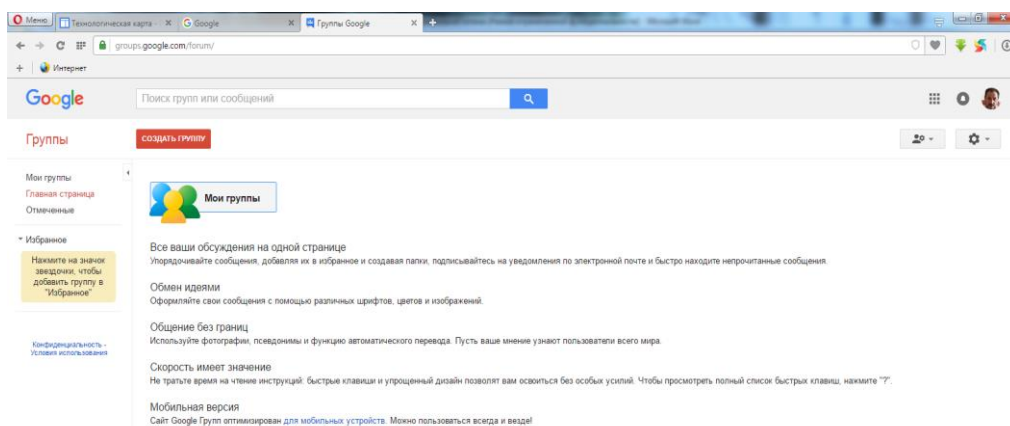 Меню
Технологическая карта -
Google
Группы Google
groups.google.com/forum/
Интернет
Google
Поиск групп или сообщений
Группы
СОЗДАТЬ ГРУППУ
Мои группы
Главная страница
Отмеченные
Избранное
Нажмите на значок
звездочки, чтобы
добавить группу в
"Избранное"
Конфиденциальность -
Условия использования
Мои группы
Все ваши обсуждения на одной странице
Упорядочивайте сообщения, добавляя их в избранное и создавая папки, подписывайтесь на уведомления по электронной почте и быстро находите непрочитанные сообщения.
Обмен идеями
Оформляйте свои сообщения с помощью различных шрифтов, цветов и изображений.
Общение без границ
Используйте фотографии, псевдонимы и функцию автоматического перевода. Пусть ваше мнение узнают пользователи всего мира.
Скорость имеет значение
Не тратьте время на чтение инструкций: быстрые клавиши и упрощенный дизайн позволят вам освоиться без особых усилий. Чтобы просмотреть полный список быстрых клавиш, нажмите "?".
Мобильная версия
Сайт Google Групп оптимизирован для мобильных устройств. Можно пользоваться всегда и везде!